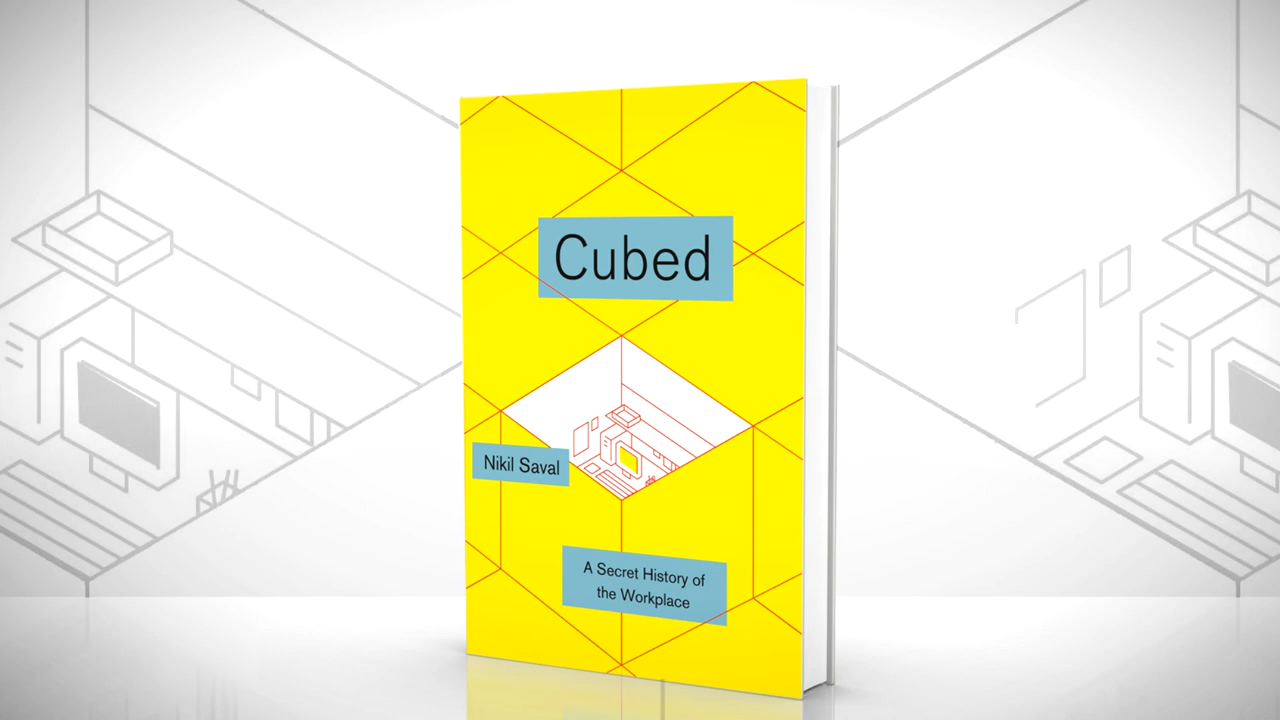 Cubed
Nikil Saval
A Secret History of
the Workplace